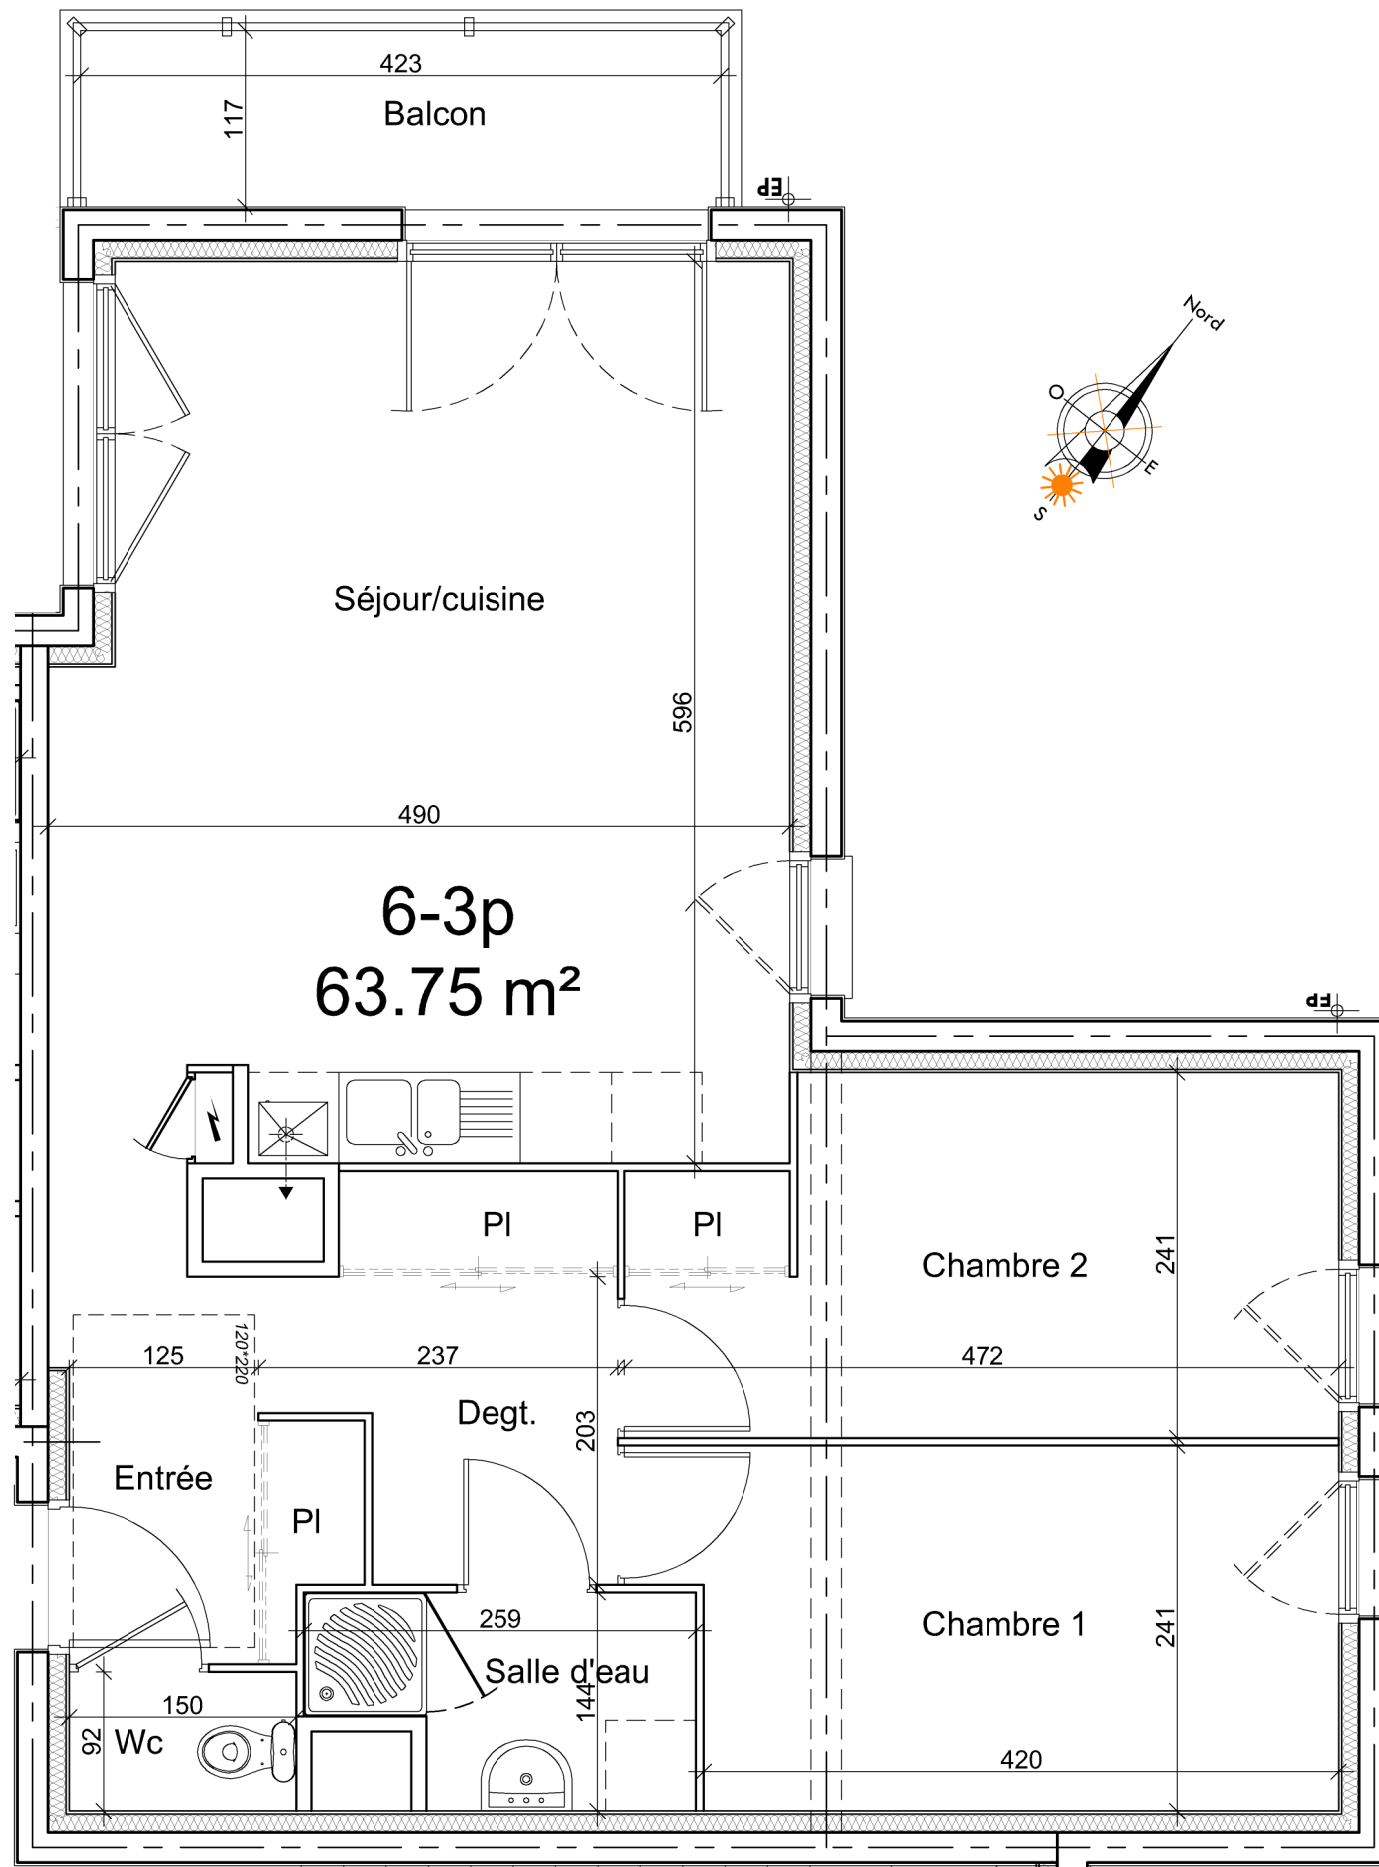 423
117
Balcon
EP
Nord
O
E
S
Séjour/cuisine
596
490
6-3p
63.75 m²
EP
Pl
Pl
Chambre 2
241
120*220
125
237
472
Degt.
203
Entrée
Pl
259
Chambre 1
241
Salle d'eau
144
150
92
Wc
420